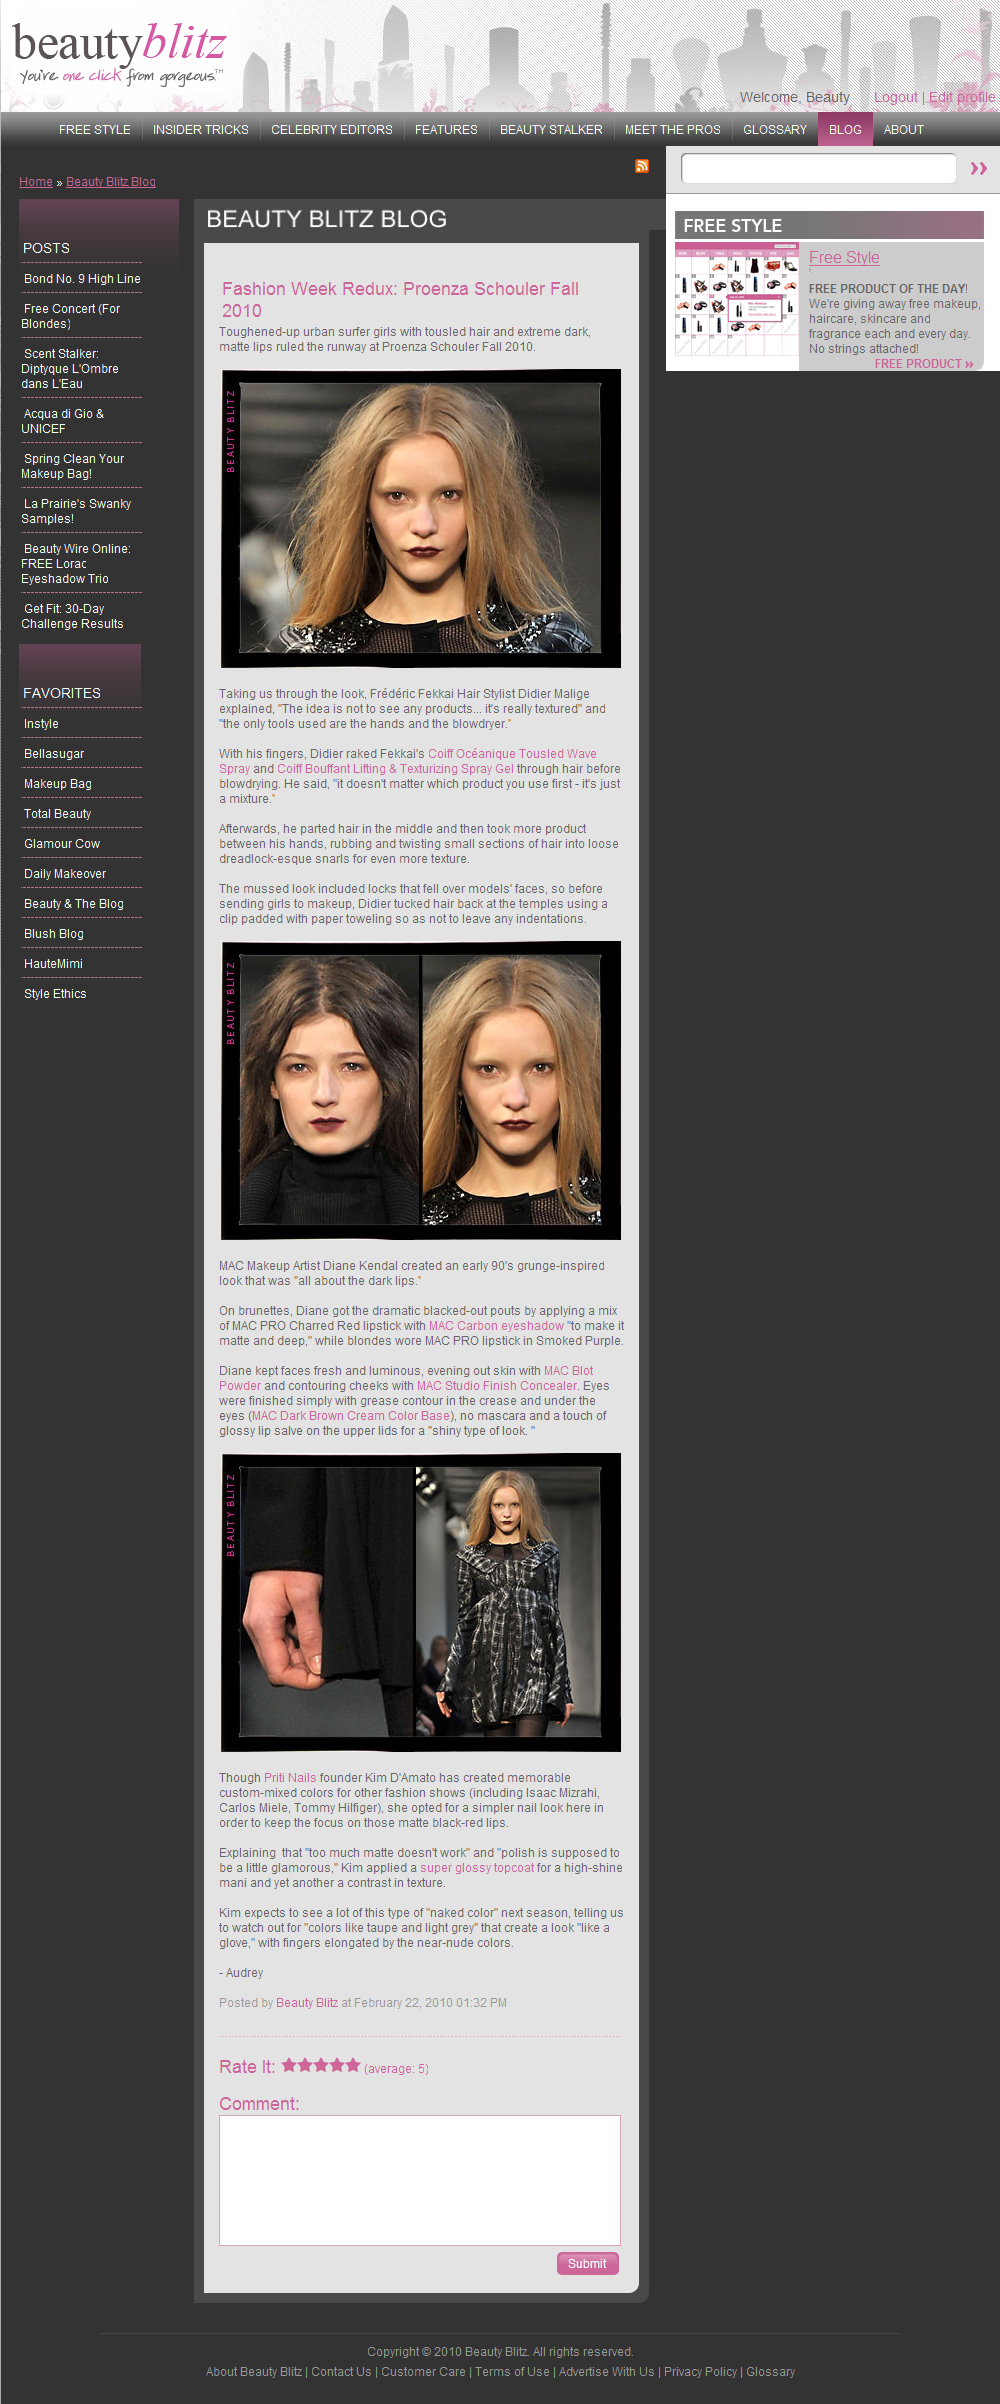 beautyblitz
you're one click from gorgeous.™
Welcome, Beauty Logout | Edit profile
FREE STYLE INSIDER TRICKS CELEBRITY EDITORS FEATURES BEAUTY STALKER MEET THE PROS GLOSSARY BLOG ABOUT
Home » Beauty Blitz Blog
POSTS
Bond No. 9 High Line
Free Concert (For
Blondes)
Scent Stalker:
Diptyque L'Ombre
dans L'Eau
Acqua di Gio &
UNICEF
Spring Clean Your
Makeup Bag!
La Prairie's Swanky
Samples!
Beauty Wire Online:
FREE Lorac
Eyeshadow Trio
Get Fit: 30-Day
Challenge Results
FAVORITES
Instyle
Bellasugar
Makeup Bag
Total Beauty
Glamour Cow
Daily Makeover
Beauty & The Blog
Blush Blog
HauteMimi
Style Ethics
BEAUTY BLITZ BLOG
Fashion Week Redux: Proenza Schouler Fall
2010
Toughened-up urban surfer girls with tousled hair and extreme dark,
matte lips ruled the runway at Proenza Schouler Fall 2010.
BEAUTY BLITZ
Taking us through the look, Frédéric Fekkai Hair Stylist Didier Malige
explained, "The idea is not to see any products... it's really textured" and
"the only tools used are the hands and the blowdryer."
With his fingers, Didier raked Fekkai's Coiff Océanique Tousled Wave
Spray and Coiff Bouffant Lifting & Texturizing Spray Gel through hair before
blowdrying. He said, "it doesn't matter which product you use first - it's just
a mixture."
Afterwards, he parted hair in the middle and then took more product
between his hands, rubbing and twisting small sections of hair into loose
dreadlock-esque snarls for even more texture.
The mussed look included locks that fell over models' faces, so before
sending girls to makeup, Didier tucked hair back at the temples using a
clip padded with paper toweling so as not to leave any indentations.
BEAUTY BLITZ
MAC Makeup Artist Diane Kendal created an early 90's grunge-inspired
look that was "all about the dark lips."
On brunettes, Diane got the dramatic blacked-out pouts by applying a mix
of MAC PRO Charred Red lipstick with MAC Carbon eyeshadow "to make it
matte and deep," while blondes wore MAC PRO lipstick in Smoked Purple.
Diane kept faces fresh and luminous, evening out skin with MAC Blot
Powder and contouring cheeks with MAC Studio Finish Concealer. Eyes
were finished simply with grease contour in the crease and under the
eyes (MAC Dark Brown Cream Color Base), no mascara and a touch of
glossy lip salve on the upper lids for a "shiny type of look. "
BEAUTY BLITZ
Though Priti Nails founder Kim D'Amato has created memorable
custom-mixed colors for other fashion shows (including Isaac Mizrahi,
Carlos Miele, Tommy Hilfiger), she opted for a simpler nail look here in
order to keep the focus on those matte black-red lips.
Explaining that "too much matte doesn't work" and "polish is supposed to
be a little glamorous," Kim applied a super glossy topcoat for a high-shine
mani and yet another a contrast in texture.
Kim expects to see a lot of this type of "naked color" next season, telling us
to watch out for "colors like taupe and light grey" that create a look "like a
glove," with fingers elongated by the near-nude colors.
- Audrey
Posted by Beauty Blitz at February 22, 2010 01:32 PM
Rate It: (average: 5)
Comment:
Submit
FREE STYLE
Free Style
FREE PRODUCT OF THE DAY!
We're giving away free makeup,
haircare, skincare and
fragrance each and every day.
No strings attached!
FREE PRODUCT »
Copyright © 2010 Beauty Blitz. All rights reserved.
About Beauty Blitz | Contact Us | Customer Care | Terms of Use | Advertise With Us | Privacy Policy | Glossary